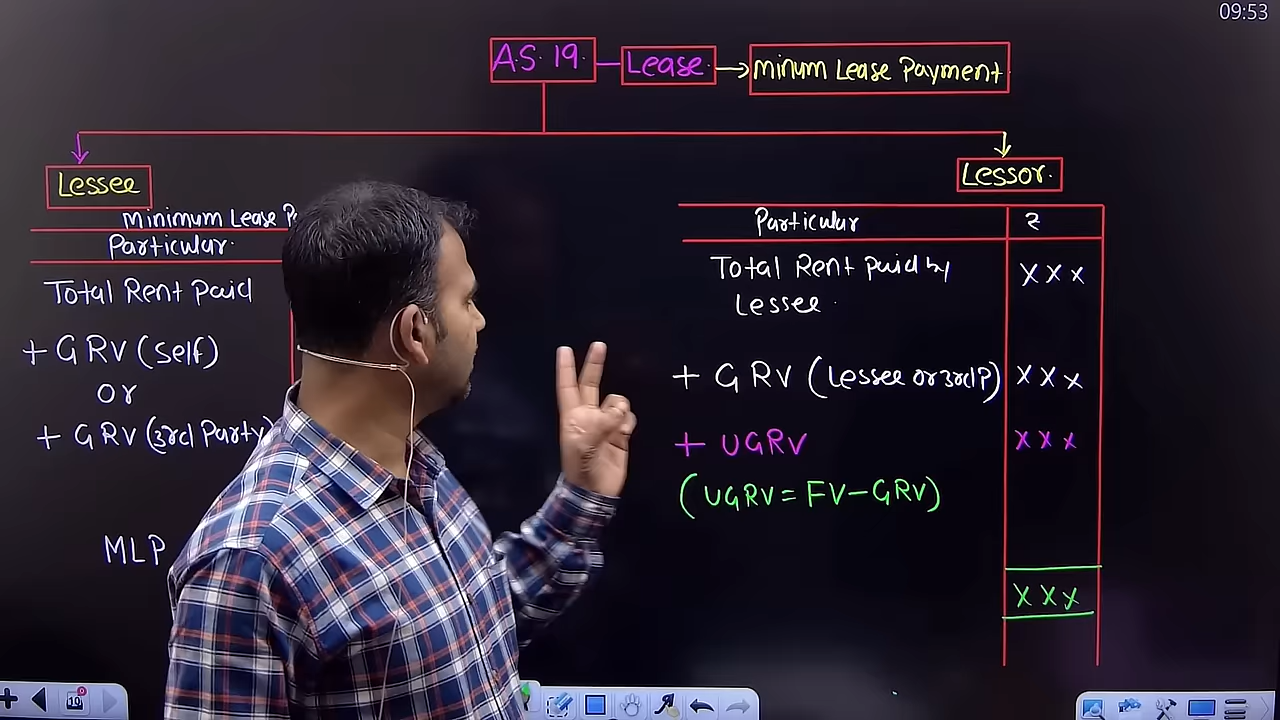 09:53
A.S. 19.
Lease.
Minum Lease Payment
Lessee
Lessor.
Minimum Lease P
Particular.
Total Rent Paid
+ GRV (Self)
or
+ GRV (3rd Party)
MLP
Particular
Total Rent Paid by
XXX
Lessee.
+ GRV (Lessee or 3rd P)
XXX
+ UGRV
XXX
(UGRV = FV - GRV)
XXX
10